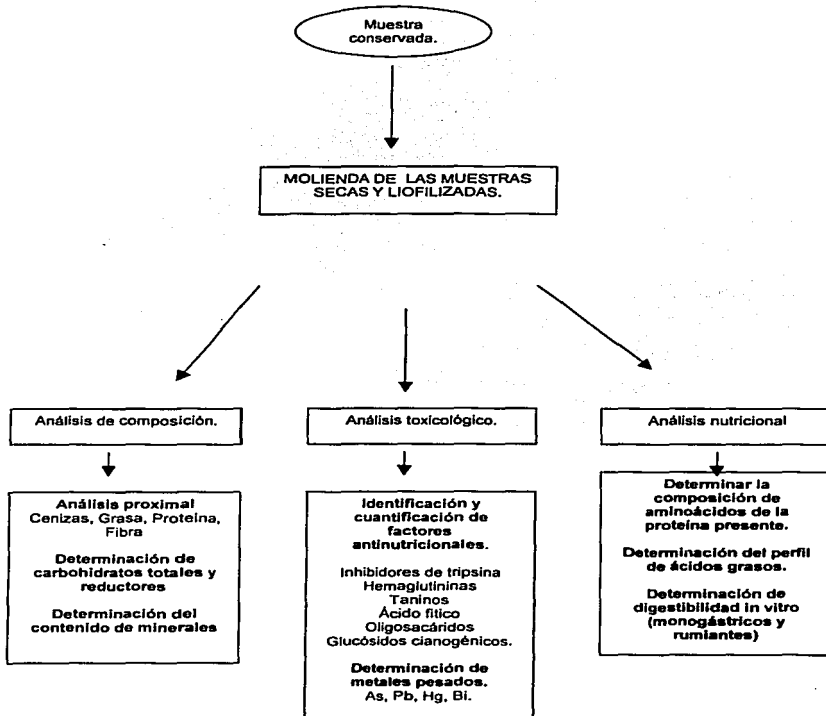 Muestra
conservada.
MOLIENDA DE LAS MUESTRAS
SECAS Y LIOFILIZADAS.
Análisis de composición.
Análisis proximal
Cenizas, Grasa, Proteína,
Fibra
Determinación de
carbohidratos totales y
reductores
Determinación del
contenido de minerales
Análisis toxicológico.
Identificación y
cuantificación de
factores
antinutricionales.
Inhibidores de tripsina
Hemaglutininas
Taninos
Ácido fítico
Oligosacáridos
Glucósidos cianogénicos.
Determinación de
metales pesados.
As, Pb, Hg, Bi.
Análisis nutricional
Determinar la
composición de
aminoácidos de la
proteína presente.
Determinación del perfil
de ácidos grasos.
Determinación de
digestibilidad in vitro
(monogástricos y
rumiantes)